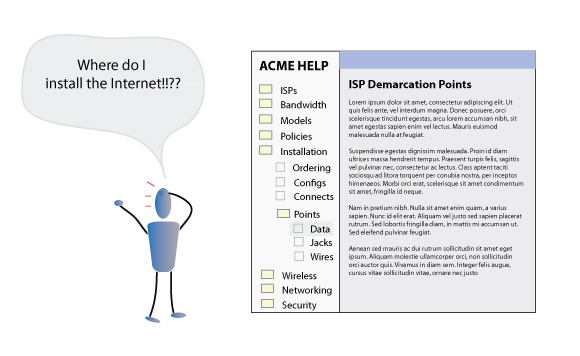 Where do I
install the Internet!!??
ACME HELP
ISPs
Bandwidth
Models
Policies
Installation
Ordering
Configs
Connects
Points
Data
Jacks
Wires
Wireless
Networking
Security
ISP Demarcation Points
Lorem ipsum dolor sit amet, consectetur adipiscing elit. Ut
quis felis ante, vel interdum magna. Donec posuere, orci
scelerisque tincidunt egestas, arcu lorem accumsan nibh, sit
amet egestas sapien enim vel lectus. Mauris euismod
malesuada nulla at feugiat.
Suspendisse egestas dignissim malesuada. Proin id diam
ultrices massa hendrerit tempus. Praesent turpis felis, sagittis
vel pulvinar nec, consectetur ac lectus. Class aptent taciti
sociosqu ad litora torquent per conubia nostra, per inceptos
himenaeos. Morbi orci erat, scelerisque sit amet condimentum
sit amet, fringilla id neque.
Nam in pretium nibh. Nulla sit amet enim quam, a varius
sapien. Nunc id elit erat. Aliquam vel justo sed sapien placerat
rutrum. Sed lobortis fringilla diam, in mattis mi accumsan ut.
Sed eleifend pulvinar feugiat.
Aenean sed mauris ac dui rutrum sollicitudin sit amet eget
ipsum. Aliquam molestie ullamcorper orci, non sollicitudin
orci auctor quis. Vivamus in diam sem. Integer felis augue,
cursus vitae sollicitudin vitae, ornare nec justo